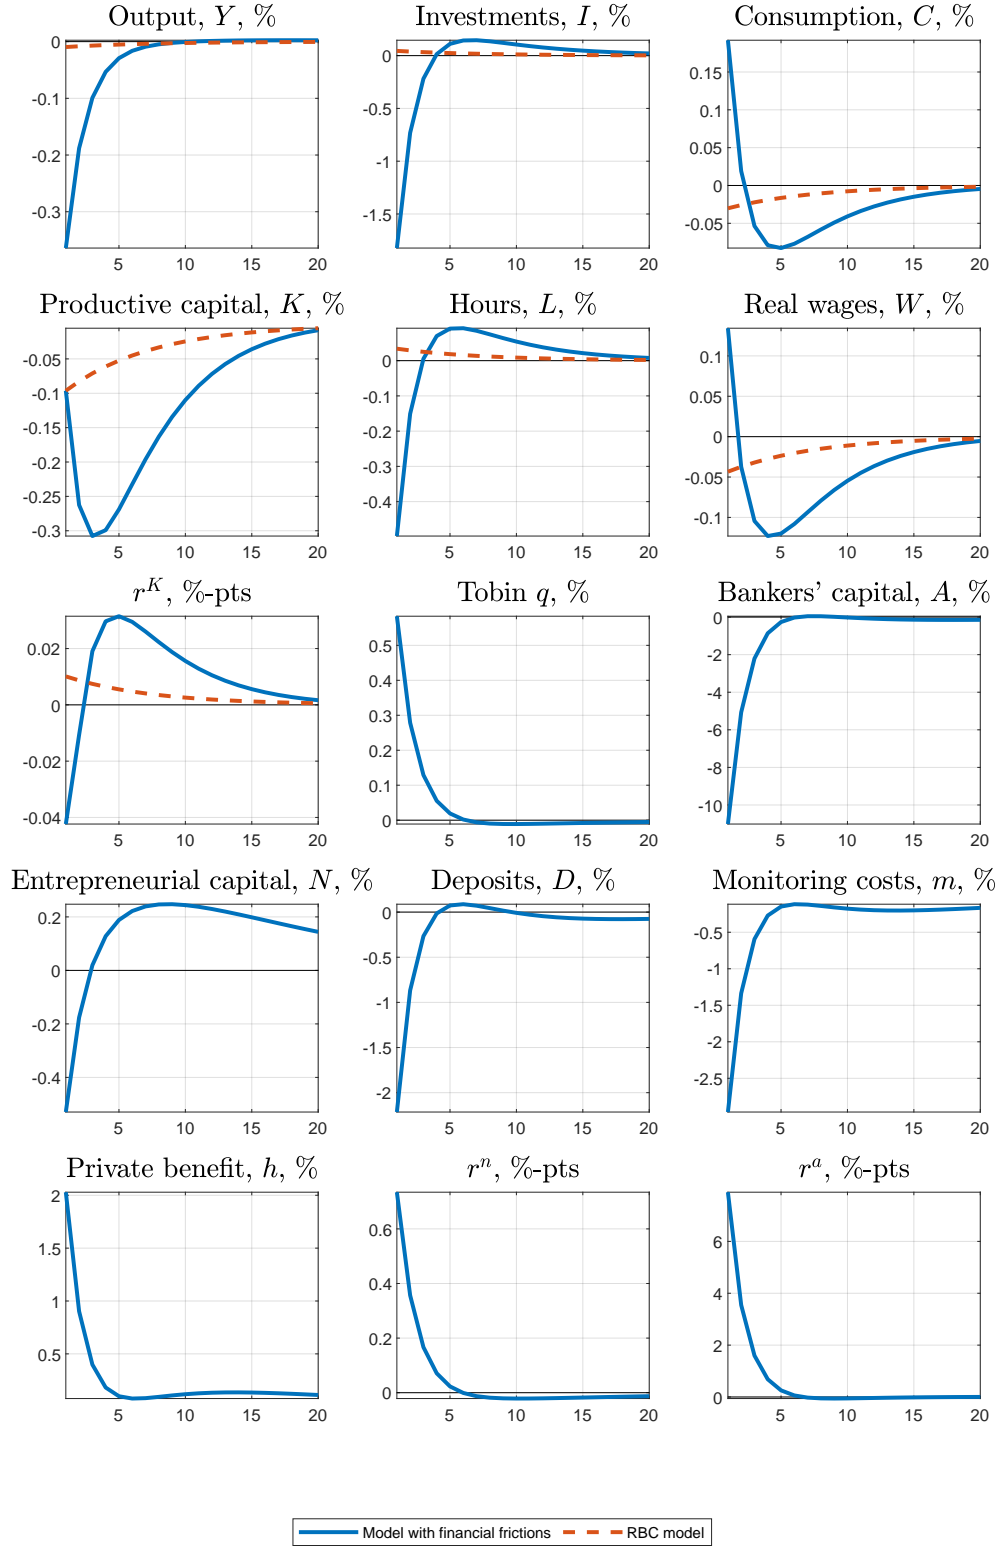 Output, Y, %
Investments, I, %
Consumption, C, %
0
-0.1
-0.2
-0.3
5 10 15 20
0
-0.5
-1
-1.5
5 10 15 20
0.15
0.1
0.05
0
-0.05
5 10 15 20
Productive capital, K, %
Hours, L, %
Real wages, W, %
-0.05
-0.1
-0.15
-0.2
-0.25
-0.3
5 10 15 20
0
-0.1
-0.2
-0.3
-0.4
5 10 15 20
0.1
0.05
0
-0.05
-0.1
5 10 15 20
r^K, %-pts
Tobin q, %
Bankers' capital, A, %
0.02
0
-0.02
-0.04
5 10 15 20
0.5
0.4
0.3
0.2
0.1
0
5 10 15 20
0
-2
-4
-6
-8
-10
5 10 15 20
Entrepreneurial capital, N, %
Deposits, D, %
Monitoring costs, m, %
0.2
0
-0.2
-0.4
5 10 15 20
0
-0.5
-1
-1.5
-2
5 10 15 20
-0.5
-1
-1.5
-2
-2.5
5 10 15 20
Private benefit, h, %
r^n, %-pts
r^a, %-pts
2
1.5
1
0.5
5 10 15 20
0.6
0.4
0.2
0
5 10 15 20
6
4
2
0
5 10 15 20
Model with financial frictions
RBC model